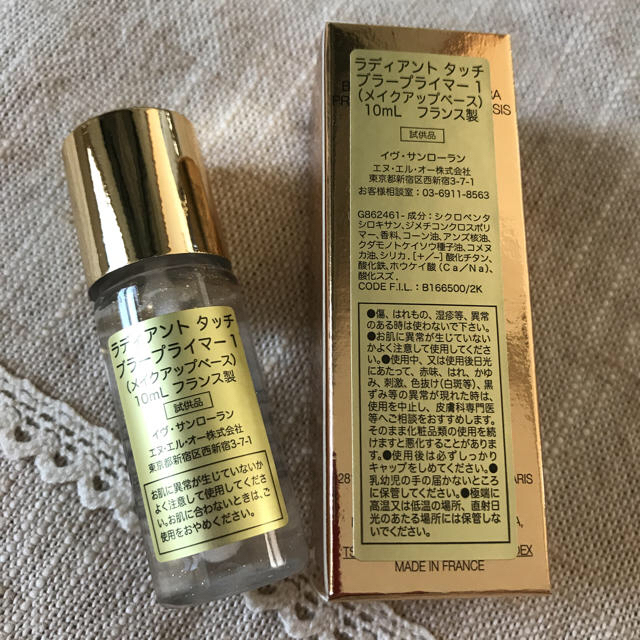 ラディアント タッチ
ブラープライマー 1
(メイクアップベース)
10mL フランス製
試供品
イヴ・サンローラン
エヌ・エル・オー株式会社
東京都新宿区西新宿3-7-1
お肌に異常が生じていないか
よく注意して使用してくださ
い。お肌に合わないときは、ご
使用をおやめください。
ラディアント タッチ
ブラープライマー 1
(メイクアップベース)
10mL フランス製
試供品
イヴ・サンローラン
エヌ・エル・オー株式会社
東京都新宿区西新宿3-7-1
お客様相談室:03-6911-8563
G862461-成分:シクロペンタ
シロキサン、ジメチコンクロスポリ
マー、香料、コーン油、アンズ核油、
クダモノトケイソウ種子油、コメヌ
カ油、シリカ.[+/-]酸化チタン、
酸化鉄、ホウケイ酸(Ca/Na)、
酸化スズ.
CODE F.I.L.:B166500/2K
●傷、はれもの、湿疹等、異常
のある時は使わないで下さい。
●お肌に異常が生じていない
かよく注意して使用してくださ
い。●使用中、又は使用後日光
にあたって、赤味、はれ、かゆ
み、刺激、色抜け(白斑等)、黒
ずみ等の異常が現れた時は、
使用を中止し、皮膚科専門医
等へご相談をおすすめします。
そのまま化粧品類の使用を続
けますと悪化することがありま
す。●使用後は必ずしっかり
キャップをしめてください。●
乳幼児の手の届かないところ
に保管してください。●極端に
高温又は低温の場所、直射日
光のあたる場所には保管しな
いでください。
MADE IN FRANCE